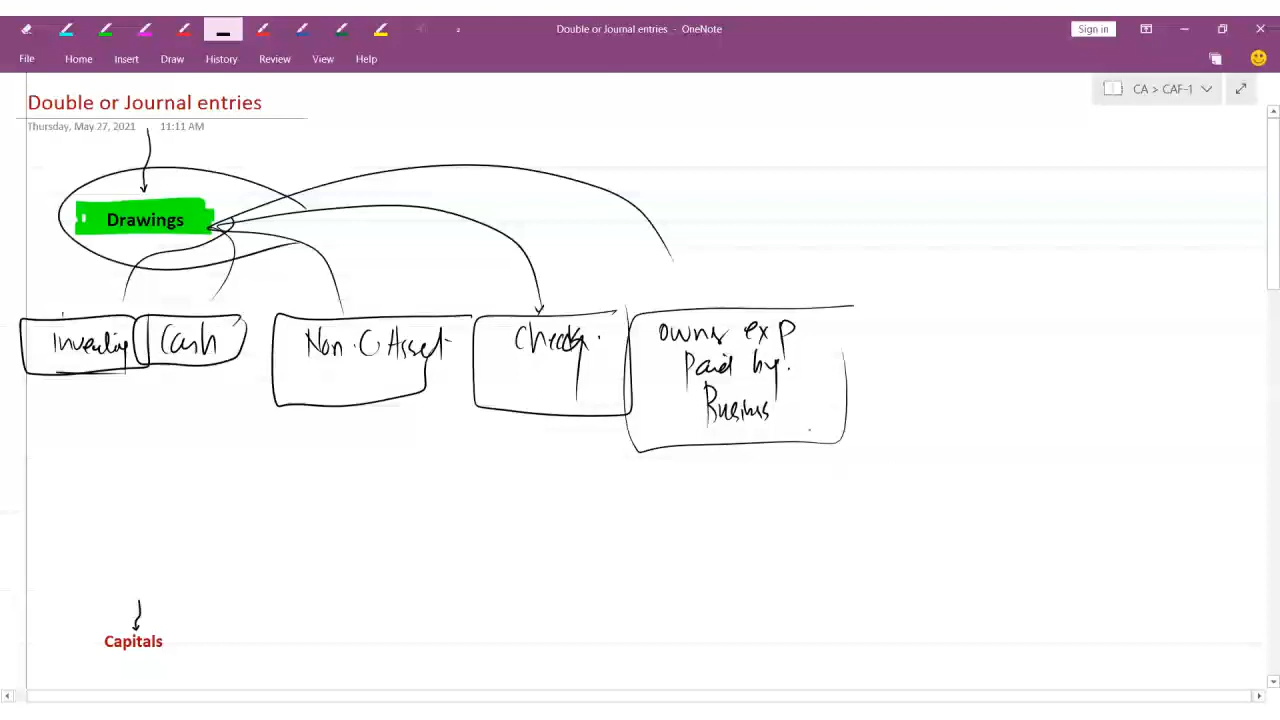 Double or Journal entries - OneNote
Sign in
File Home Insert Draw History Review View Help
Double or Journal entries
CA > CAF-1
Thursday, May 27, 2021 11:11 AM
Drawings
Cash
Non. C Asset
owner exp
Paid by.
Business
Capitals